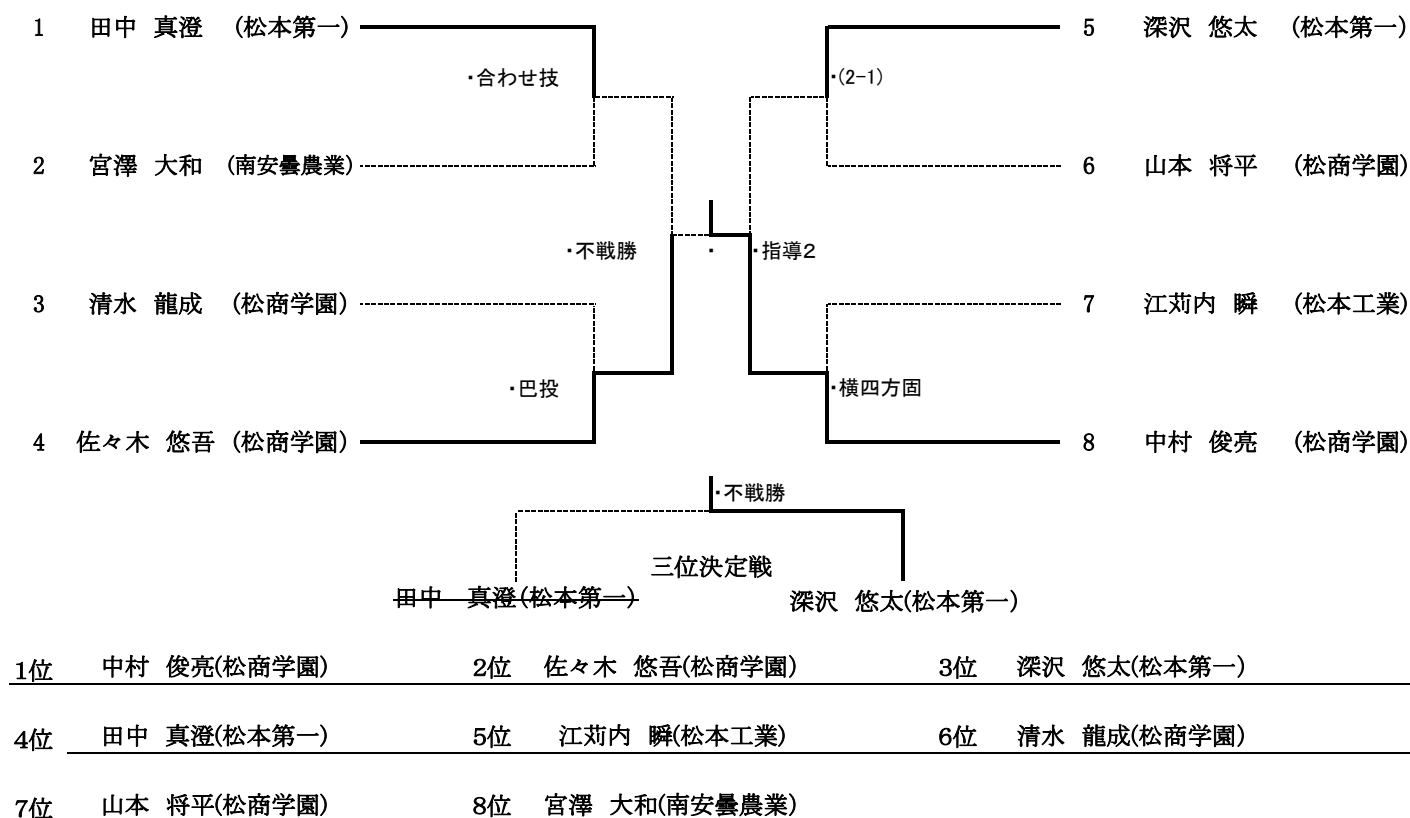 1 田中 真澄 (松本第一) 5 深沢 悠太 (松本第一)
・合わせ技 ・(2-1)
2 宮澤 大和 (南安曇農業) 6 山本 将平 (松商学園)
・不戦勝 ・ ・指導2
3 清水 龍成 (松商学園) 7 江苅内 瞬 (松本工業)
・巴投 ・横四方固
4 佐々木 悠吾 (松商学園) 8 中村 俊亮 (松商学園)
・不戦勝
三位決定戦
田中 真澄(松本第一) 深沢 悠太(松本第一)
1位 中村 俊亮(松商学園) 2位 佐々木 悠吾(松商学園) 3位 深沢 悠太(松本第一)
4位 田中 真澄(松本第一) 5位 江苅内 瞬(松本工業) 6位 清水 龍成(松商学園)
7位 山本 将平(松商学園) 8位 宮澤 大和(南安曇農業)